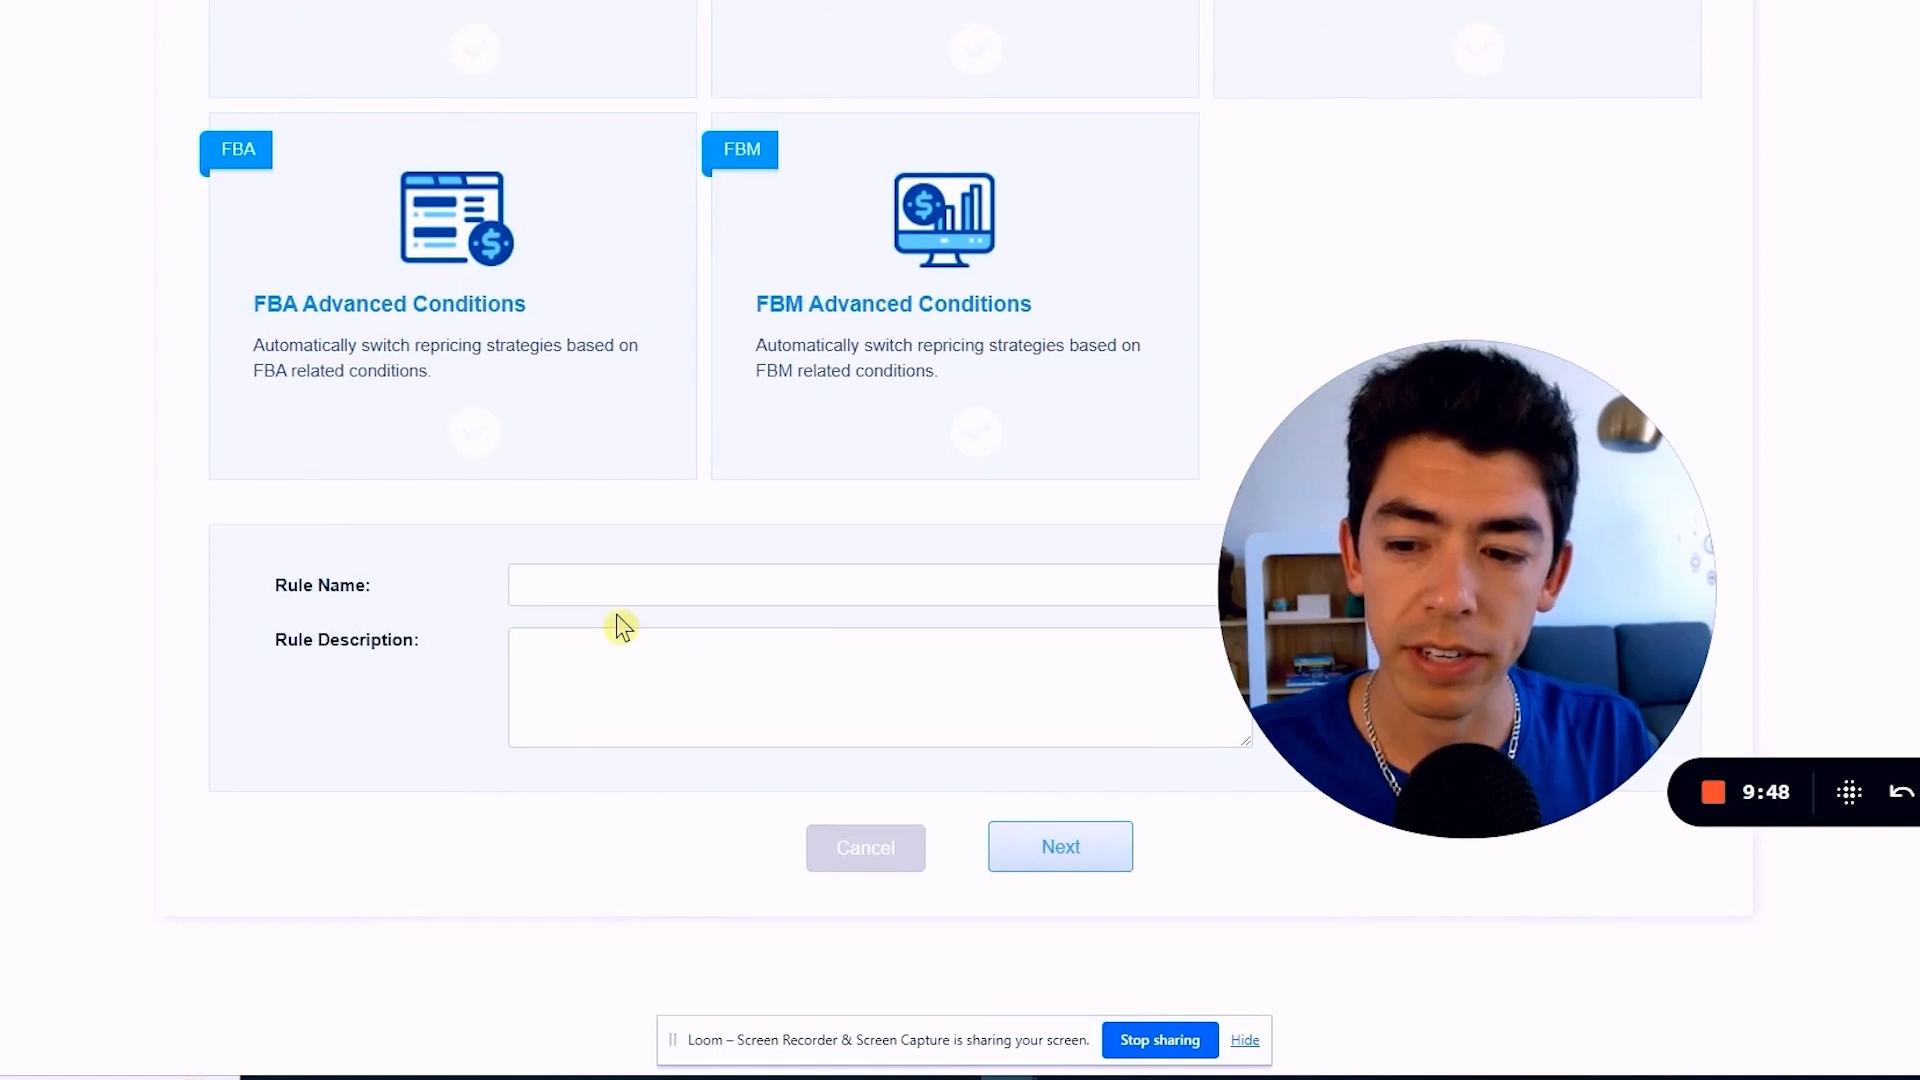 FBA
FBM
FBA Advanced Conditions
Automatically switch repricing strategies based on
FBA related conditions.
FBM Advanced Conditions
Automatically switch repricing strategies based on
FBM related conditions.
Rule Name:
Rule Description:
Cancel
Next
9:48
Loom – Screen Recorder & Screen Capture is sharing your screen.
Stop sharing
Hide